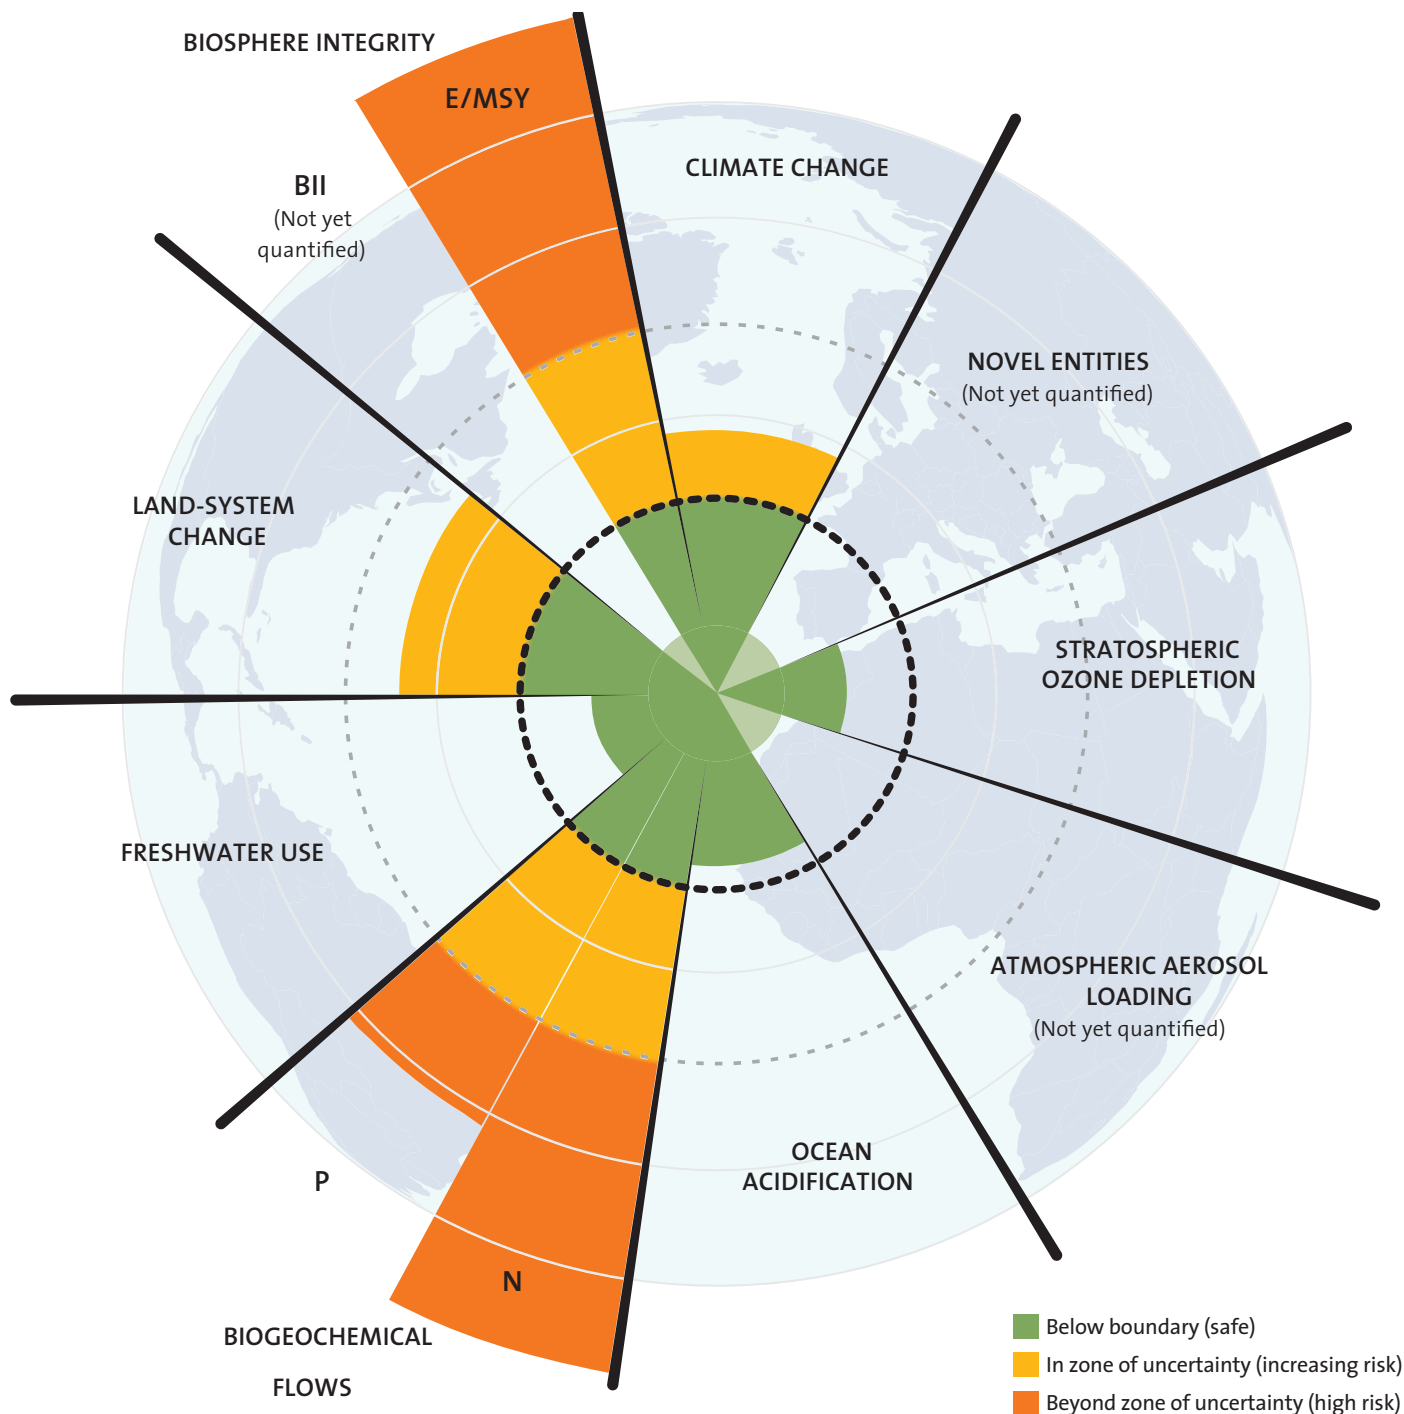 BIOSPHERE INTEGRITY
E/MSY
CLIMATE CHANGE
BII
(Not yet
quantified)
NOVEL ENTITIES
(Not yet quantified)
LAND-SYSTEM
CHANGE
STRATOSPHERIC
OZONE DEPLETION
FRESHWATER USE
ATMOSPHERIC AEROSOL
LOADING
(Not yet quantified)
OCEAN
ACIDIFICATION
P
N
BIOGEOCHEMICAL
FLOWS
Below boundary (safe)
In zone of uncertainty (increasing risk)
Beyond zone of uncertainty (high risk)